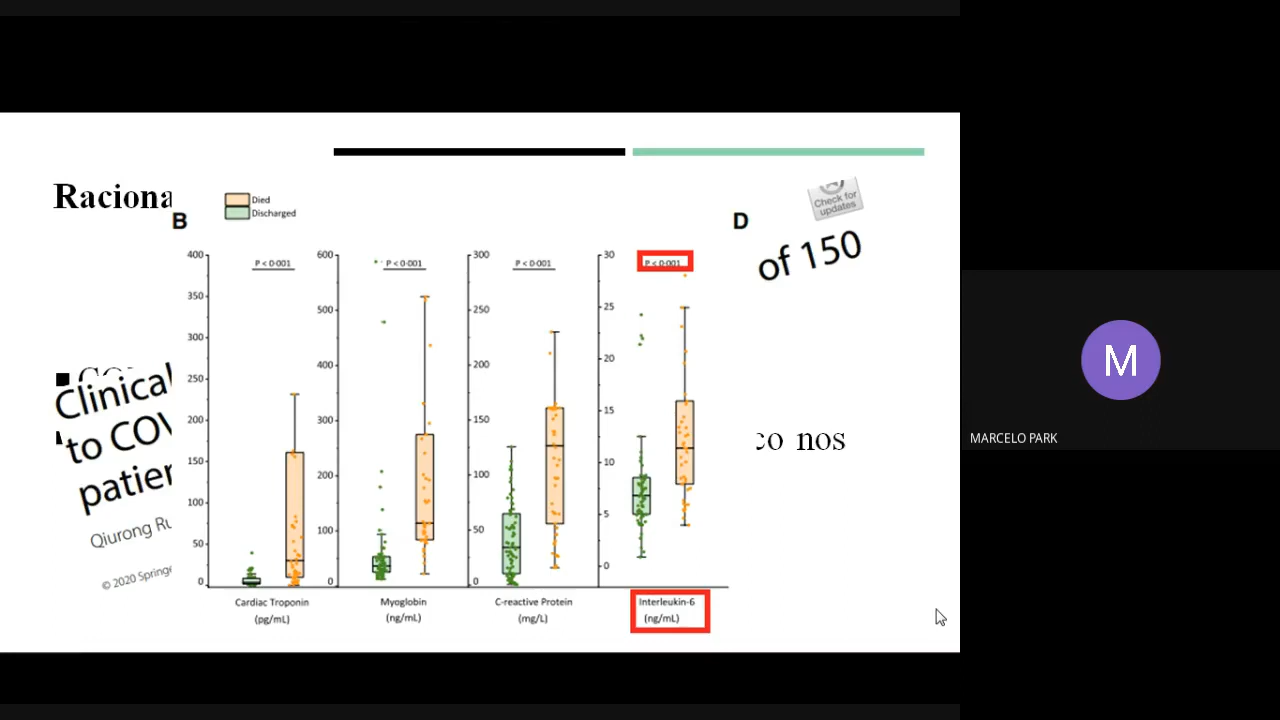 Raciona
B
Died
Discharged
D
Check for
updates
of 150
400
350
300
250
200
150
100
50
0
P < 0·001
600
500
400
300
200
100
0
P < 0·001
300
250
200
150
100
50
0
P < 0·001
30
25
20
15
10
5
0
P < 0·001
Clinical
to COV
patier
Qiurong Ru
© 2020 Springe
co nos
Cardiac Troponin
(pg/mL)
Myoglobin
(ng/mL)
C-reactive Protein
(mg/L)
Interleukin-6
(ng/mL)
M
MARCELO PARK